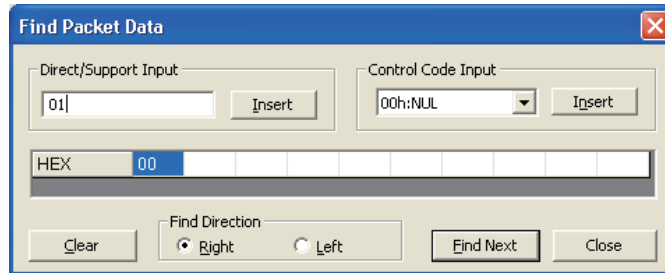 Find Packet Data
Direct/Support Input
Control Code Input
01 Insert
00h:NUL Insert
HEX 00
Find Direction
Clear Right Left Find Next Close